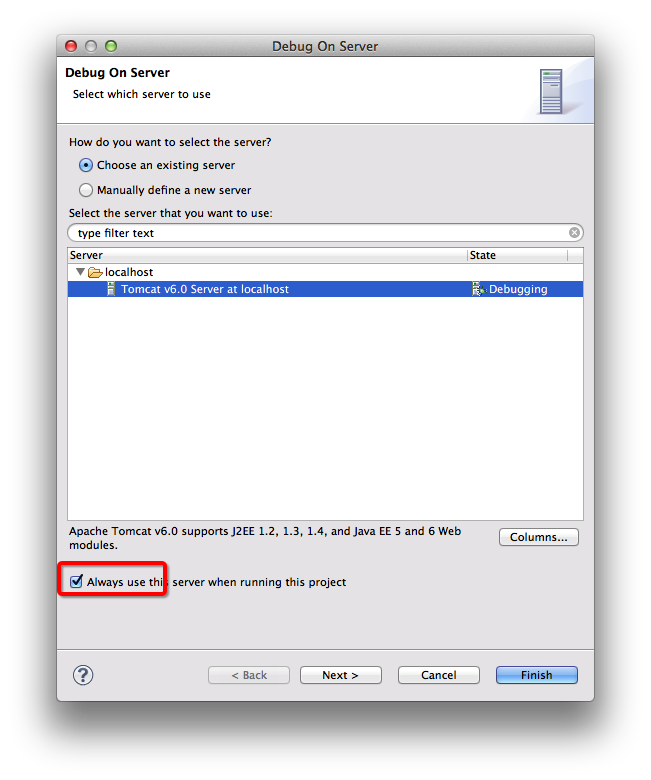 Debug On Server
Debug On Server
Select which server to use
How do you want to select the server?
Choose an existing server
Manually define a new server
Select the server that you want to use:
type filter text
Server State
localhost
Tomcat v6.0 Server at localhost Debugging
Apache Tomcat v6.0 supports J2EE 1.2, 1.3, 1.4, and Java EE 5 and 6 Web
modules.
Columns...
Always use this server when running this project
? < Back Next > Cancel Finish